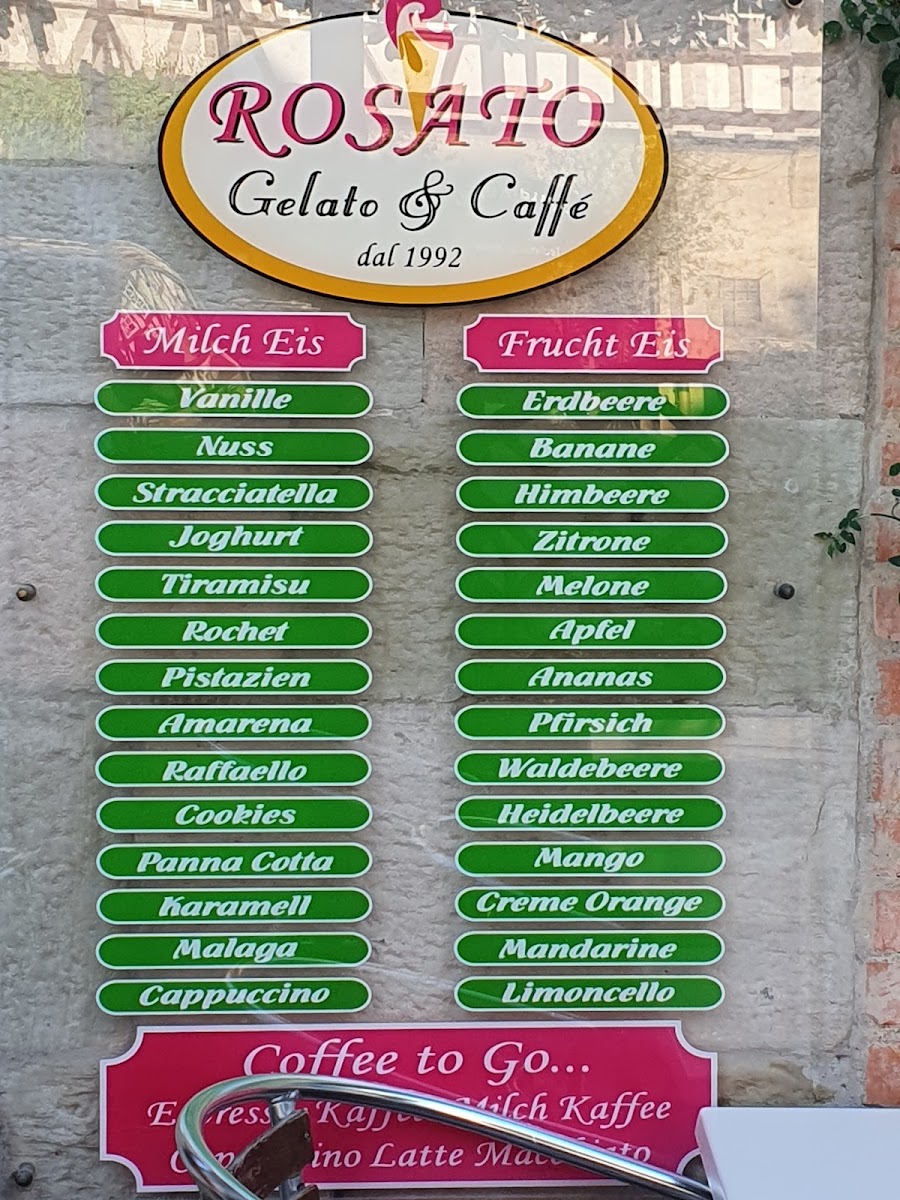 ROSATO
Gelato & Caffé
dal 1992
Milch Eis
Vanille
Nuss
Stracciatella
Joghurt
Tiramisu
Rochet
Pistazien
Amarena
Raffaello
Cookies
Panna Cotta
Karamell
Malaga
Cappuccino
Frucht Eis
Erdbeere
Banane
Himbeere
Zitrone
Melone
Apfel
Ananas
Pfirsich
Waldebeere
Heidelbeere
Mango
Creme Orange
Mandarine
Limoncello
Coffee to Go...
Kaffee Milch Kaffee
Latte